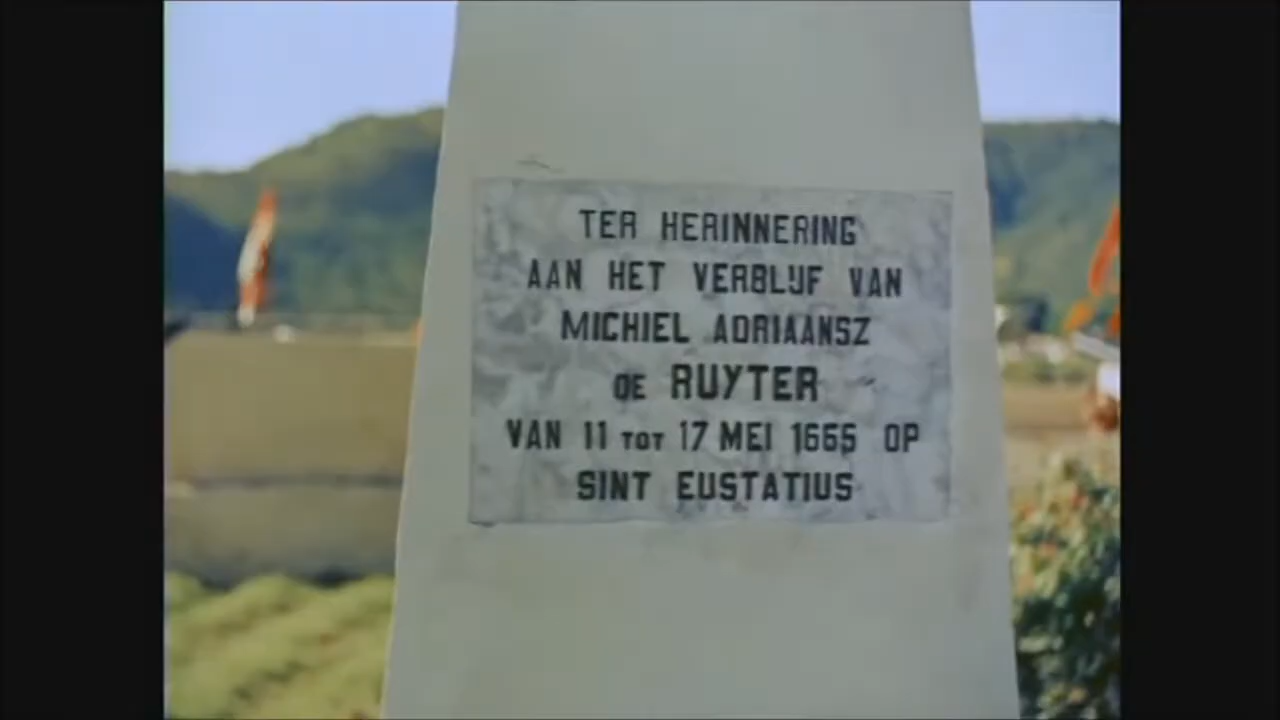 TER HERINNERING
AAN HET VERBLIJF VAN
MICHIEL ADRIAANSZ
DE RUYTER
VAN 11 TOT 17 MEI 1665 OP
SINT EUSTATIUS